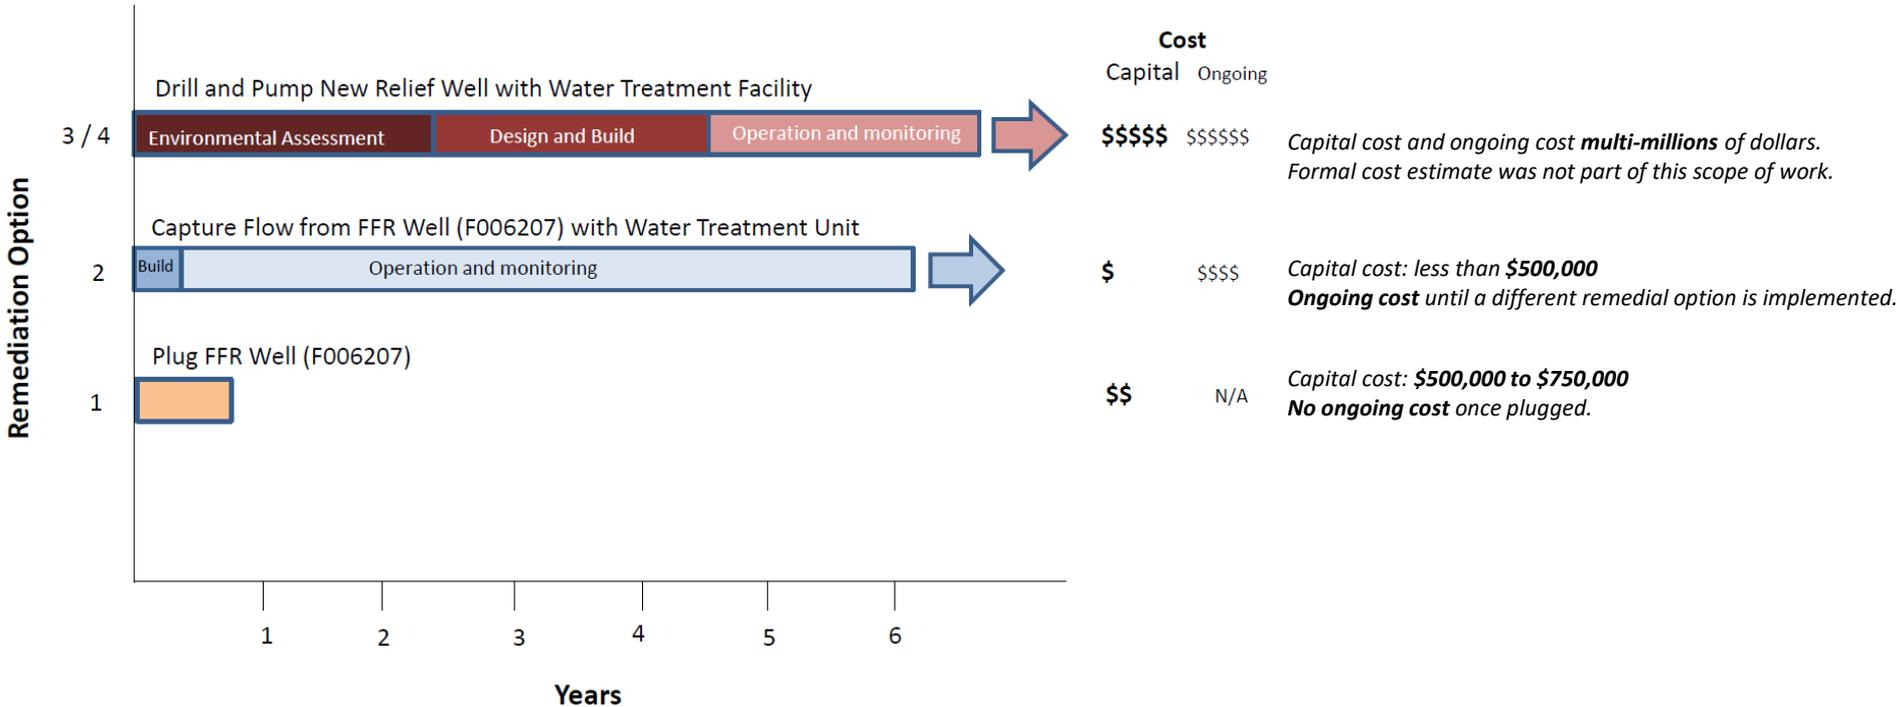 Cost
Capital Ongoing
Drill and Pump New Relief Well with Water Treatment Facility
3 / 4
Environmental Assessment
Design and Build
Operation and monitoring
$$$$$ $$$$$$
Capital cost and ongoing cost multi-millions of dollars.
Formal cost estimate was not part of this scope of work.
Capture Flow from FFR Well (F006207) with Water Treatment Unit
2
Build
Operation and monitoring
$ $$$$
Capital cost: less than $500,000
Ongoing cost until a different remedial option is implemented.
Plug FFR Well (F006207)
1
$$ N/A
Capital cost: $500,000 to $750,000
No ongoing cost once plugged.
Remediation Option
1 2 3 4 5 6
Years